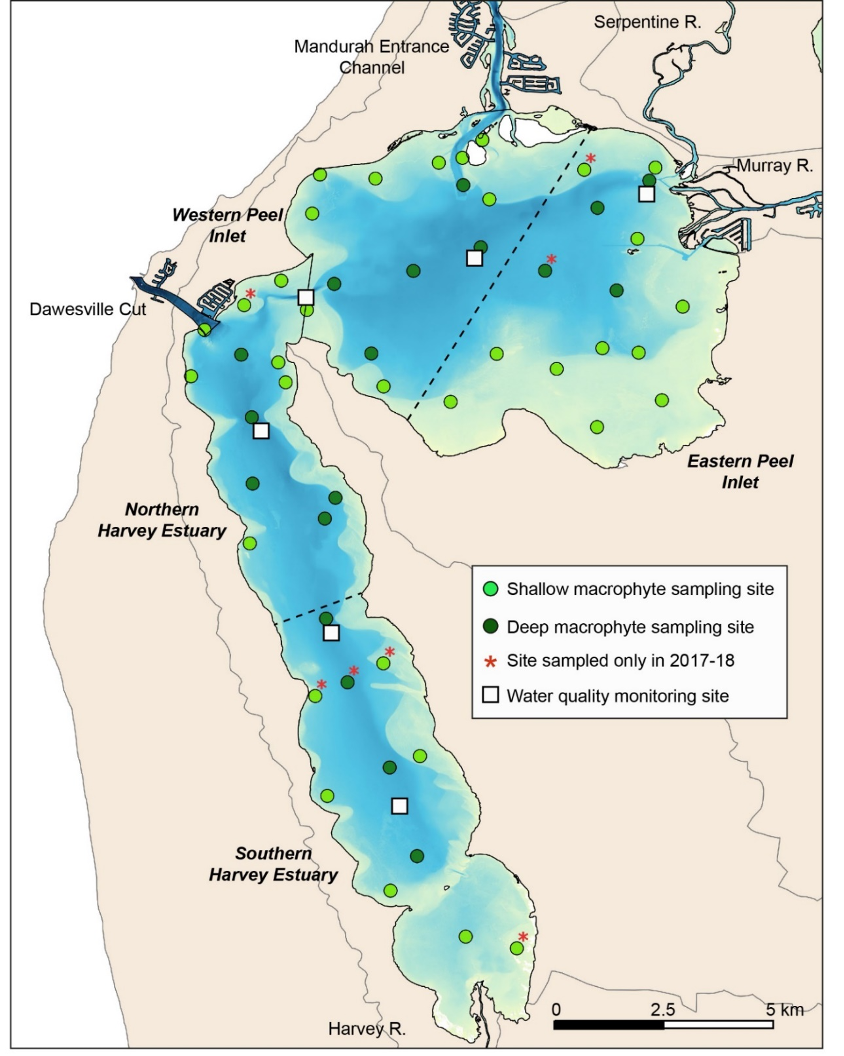 Serpentine R.
Mandurah Entrance
Channel
Murray R.
Western Peel
Inlet
Dawesville Cut
Eastern Peel
Inlet
Northern
Harvey Estuary
Shallow macrophyte sampling site
Deep macrophyte sampling site
* Site sampled only in 2017-18
Water quality monitoring site
Southern
Harvey Estuary
0 2.5 5 km
Harvey R.